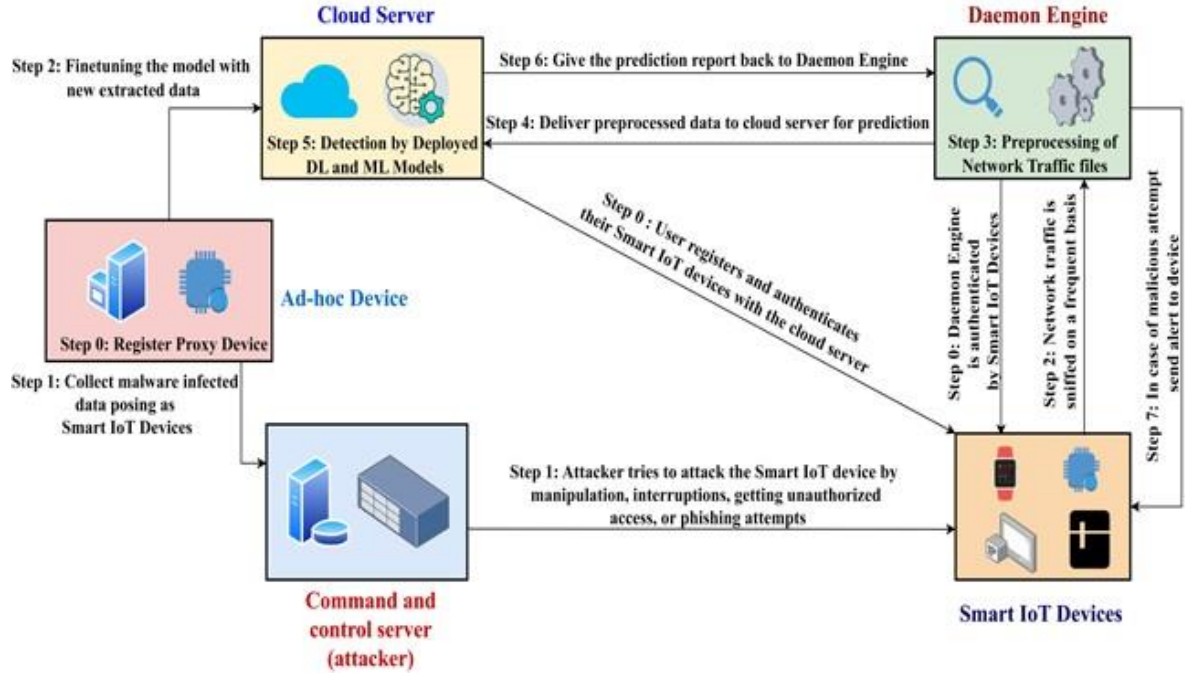 Cloud Server
Daemon Engine
Step 2: Finetuning the model with
new extracted data
Step 6: Give the prediction report back to Daemon Engine
Step 4: Deliver preprocessed data to cloud server for prediction
Step 5: Detection by Deployed
DL and ML Models
Step 3: Preprocessing of
Network Traffic files
Step 0 : User registers and authenticates
their Smart IoT devices with the cloud server
Step 0: Daemon Engine
is authenticated
by Smart IoT Devices
Step 2: Network traffic is
sniffed on a frequent basis
Step 7: In case of malicious attempt
send alert to device
Ad-hoc Device
Step 0: Register Proxy Device
Step 1: Collect malware infected
data posing as
Smart IoT Devices
Step 1: Attacker tries to attack the Smart IoT device by
manipulation, interruptions, getting unauthorized
access, or phishing attempts
Command and
control server
(attacker)
Smart IoT Devices